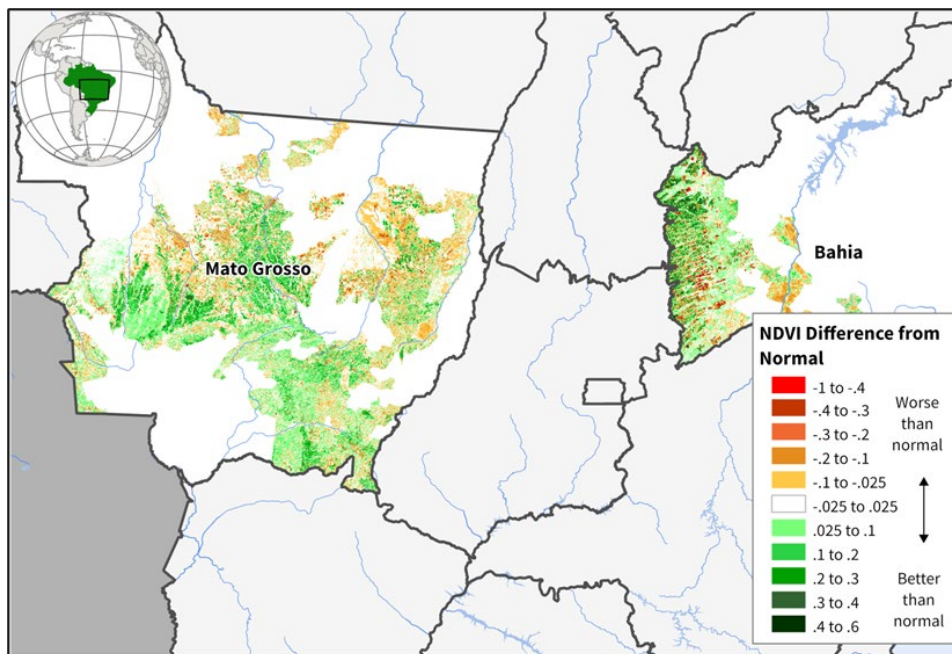 Mato Grosso
Bahia
NDVI Difference from
Normal
-1 to -.4
-.4 to -.3
-.3 to -.2
-.2 to -.1
-.1 to -.025
-.025 to .025
.025 to .1
.1 to .2
.2 to .3
.3 to .4
.4 to .6
Worse
than
normal
Better
than
normal